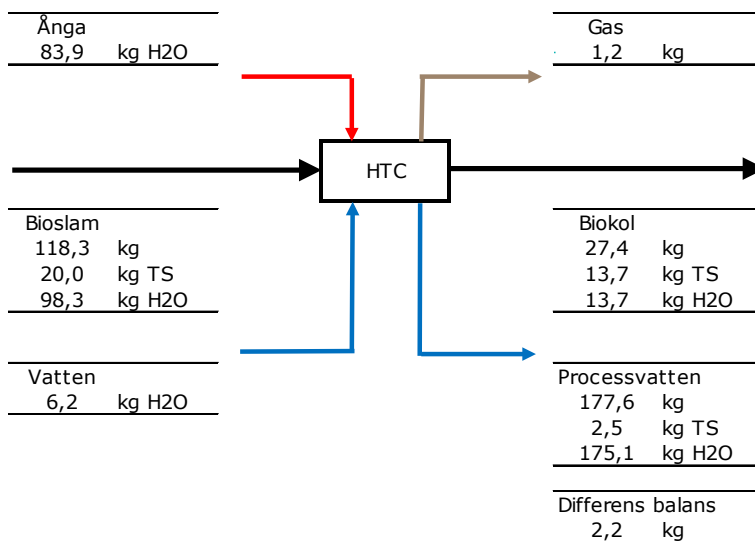 Ånga
83,9 kg H2O
Gas
1,2 kg
HTC
Bioslam
118,3 kg
20,0 kg TS
98,3 kg H2O
Biokol
27,4 kg
13,7 kg TS
13,7 kg H2O
Vatten
6,2 kg H2O
Processvatten
177,6 kg
2,5 kg TS
175,1 kg H2O
Differens balans
2,2 kg